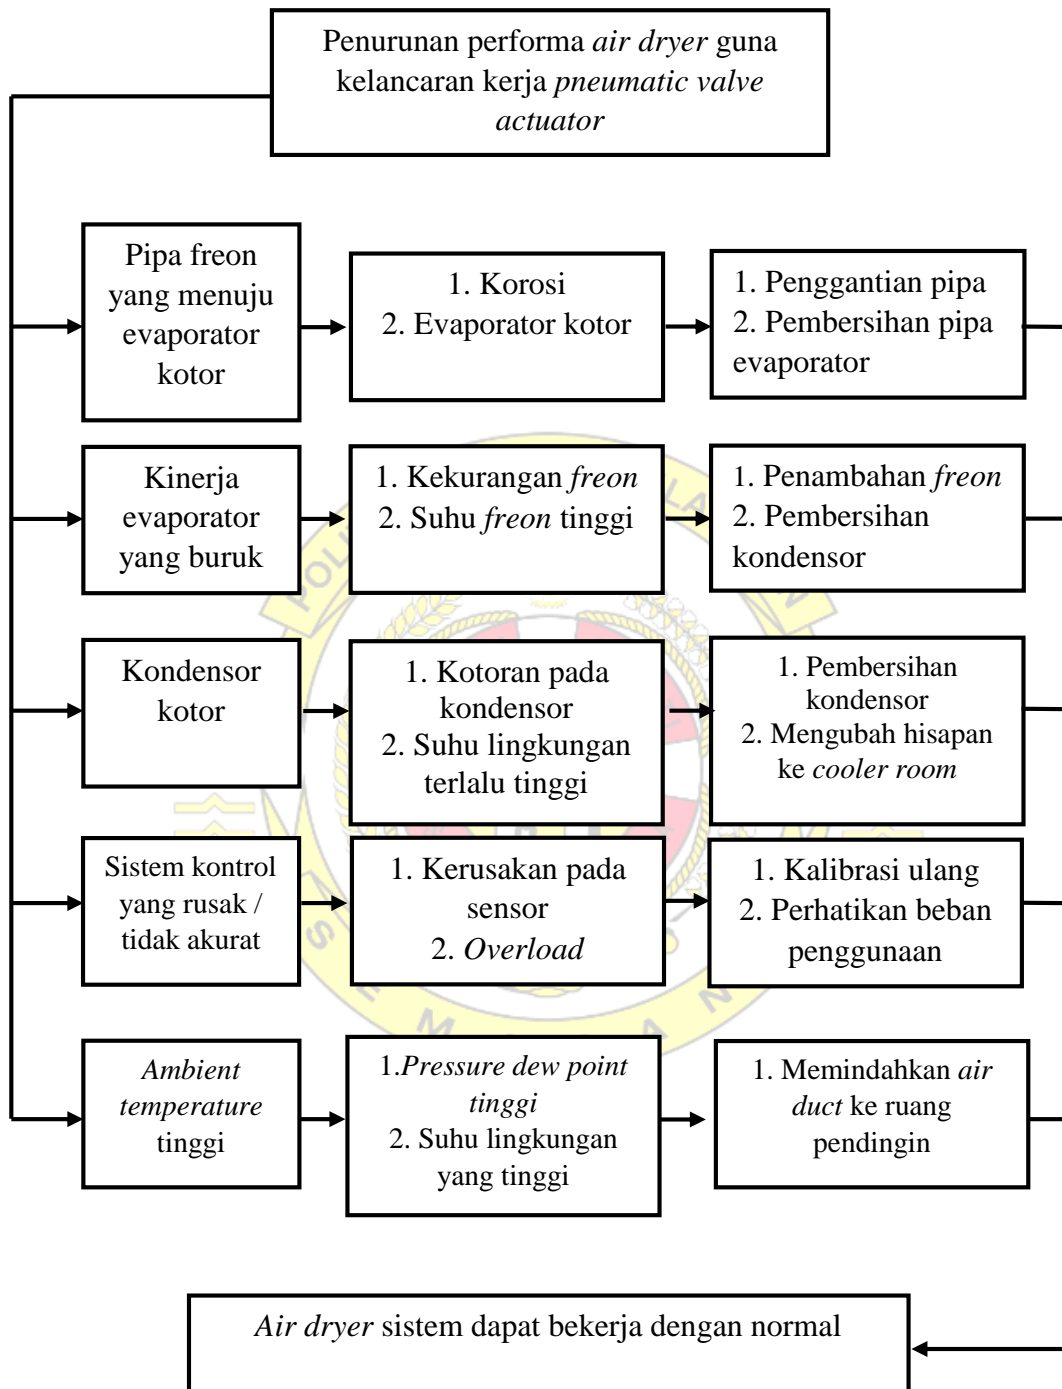 Penurunan performa air dryer guna
kelancaran kerja pneumatic valve
actuator
Pipa freon
yang menuju
evaporator
kotor
1. Korosi
2. Evaporator kotor
1. Penggantian pipa
2. Pembersihan pipa
evaporator
Kinerja
evaporator
yang buruk
1. Kekurangan freon
2. Suhu freon tinggi
1. Penambahan freon
2. Pembersihan
kondensor
Kondensor
kotor
1. Kotoran pada
kondensor
2. Suhu lingkungan
terlalu tinggi
1. Pembersihan
kondensor
2. Mengubah hisapan
ke cooler room
Sistem kontrol
yang rusak /
tidak akurat
1. Kerusakan pada
sensor
2. Overload
1. Kalibrasi ulang
2. Perhatikan beban
penggunaan
Ambient
temperature
tinggi
1.Pressure dew point
tinggi
2. Suhu lingkungan
yang tinggi
1. Memindahkan air
duct ke ruang
pendingin
Air dryer sistem dapat bekerja dengan normal